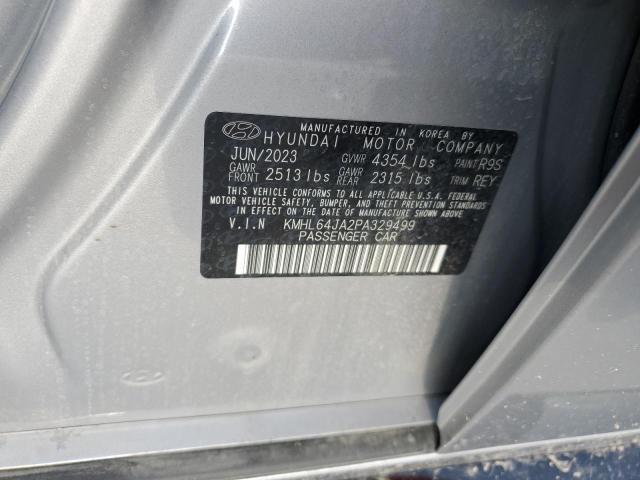 MANUFACTURED IN KOREA BY
HYUNDAI MOTOR COMPANY
JUN/2023 GVWR 4354 lbs PAINT R9S
GAWR FRONT 2513 lbs GAWR REAR 2315 lbs TRIM REY
THIS VEHICLE CONFORMS TO ALL APPLICABLE U.S.A. FEDERAL
MOTOR VEHICLE SAFETY, BUMPER, AND THEFT PREVENTION STANDARDS
IN EFFECT ON THE DATE OF MANUFACTURE SHOWN ABOVE.
V.I.N KMHL64JA2PA329499
PASSENGER CAR